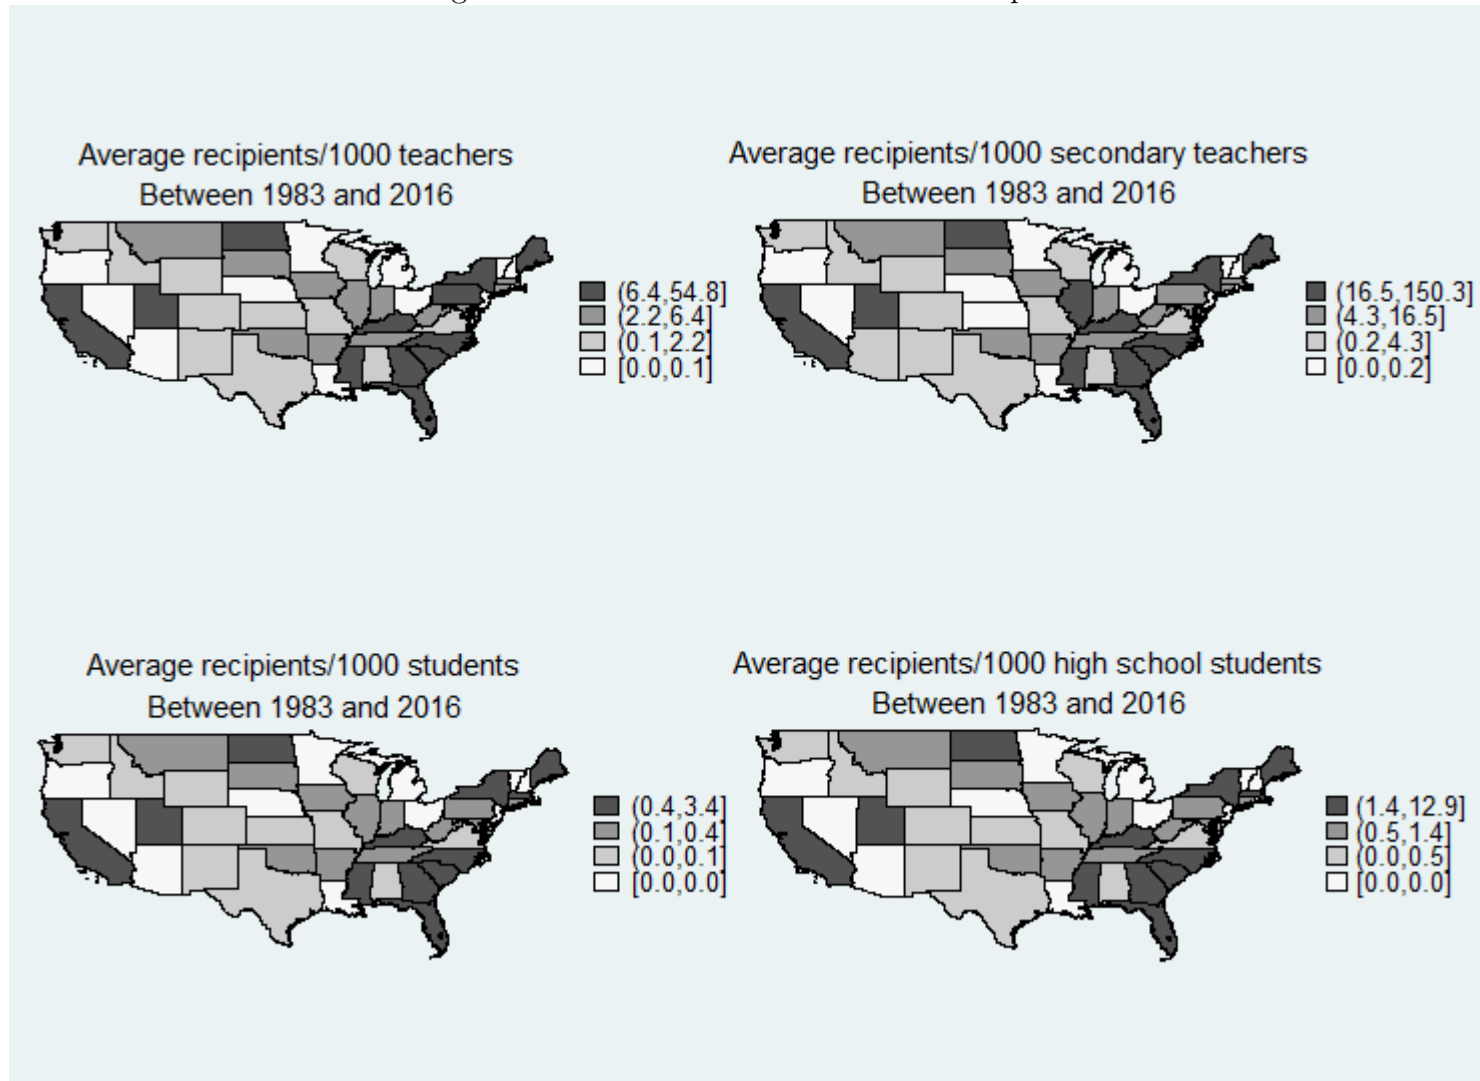 Average recipients/1000 teachers
Between 1983 and 2016
(6.4,54.8]
(2.2,6.4]
(0.1,2.2]
[0.0,0.1]
Average recipients/1000 secondary teachers
Between 1983 and 2016
(16.5,150.3]
(4.3,16.5]
(0.2,4.3]
[0.0,0.2]
Average recipients/1000 students
Between 1983 and 2016
(0.4,3.4]
(0.1,0.4]
(0.0,0.1]
[0.0,0.0]
Average recipients/1000 high school students
Between 1983 and 2016
(1.4,12.9]
(0.5,1.4]
(0.0,0.5]
[0.0,0.0]